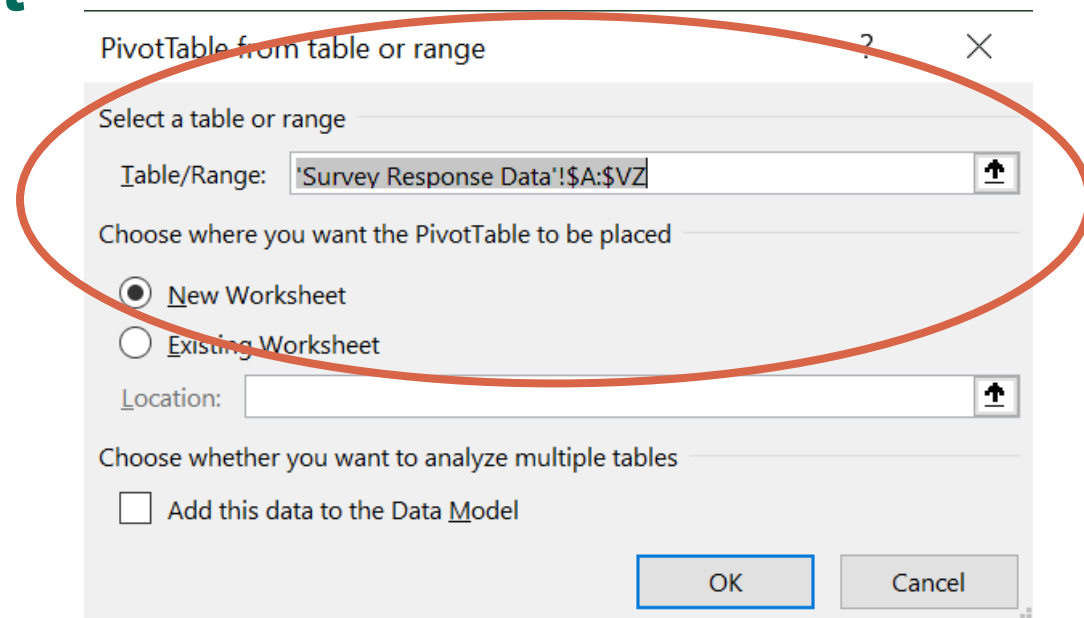 PivotTable from table or range ? ×
Select a table or range
Table/Range: 'Survey Response Data'!$A:$VZ
Choose where you want the PivotTable to be placed
New Worksheet
Existing Worksheet
Location:
Choose whether you want to analyze multiple tables
Add this data to the Data Model
OK Cancel